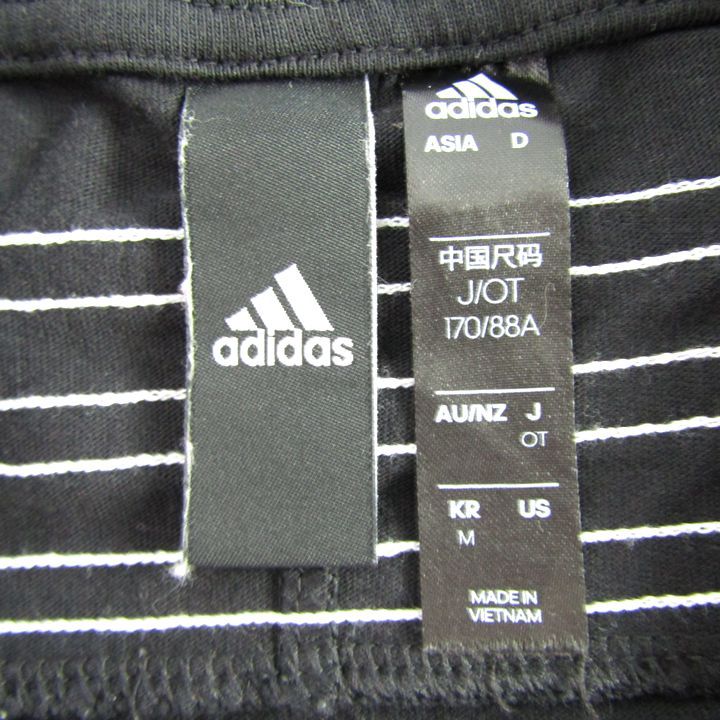 adidas
adidas
ASIA D
中国尺码
J/OT
170/88A
AU/NZ J
OT
KR US
M
MADE IN
VIETNAM